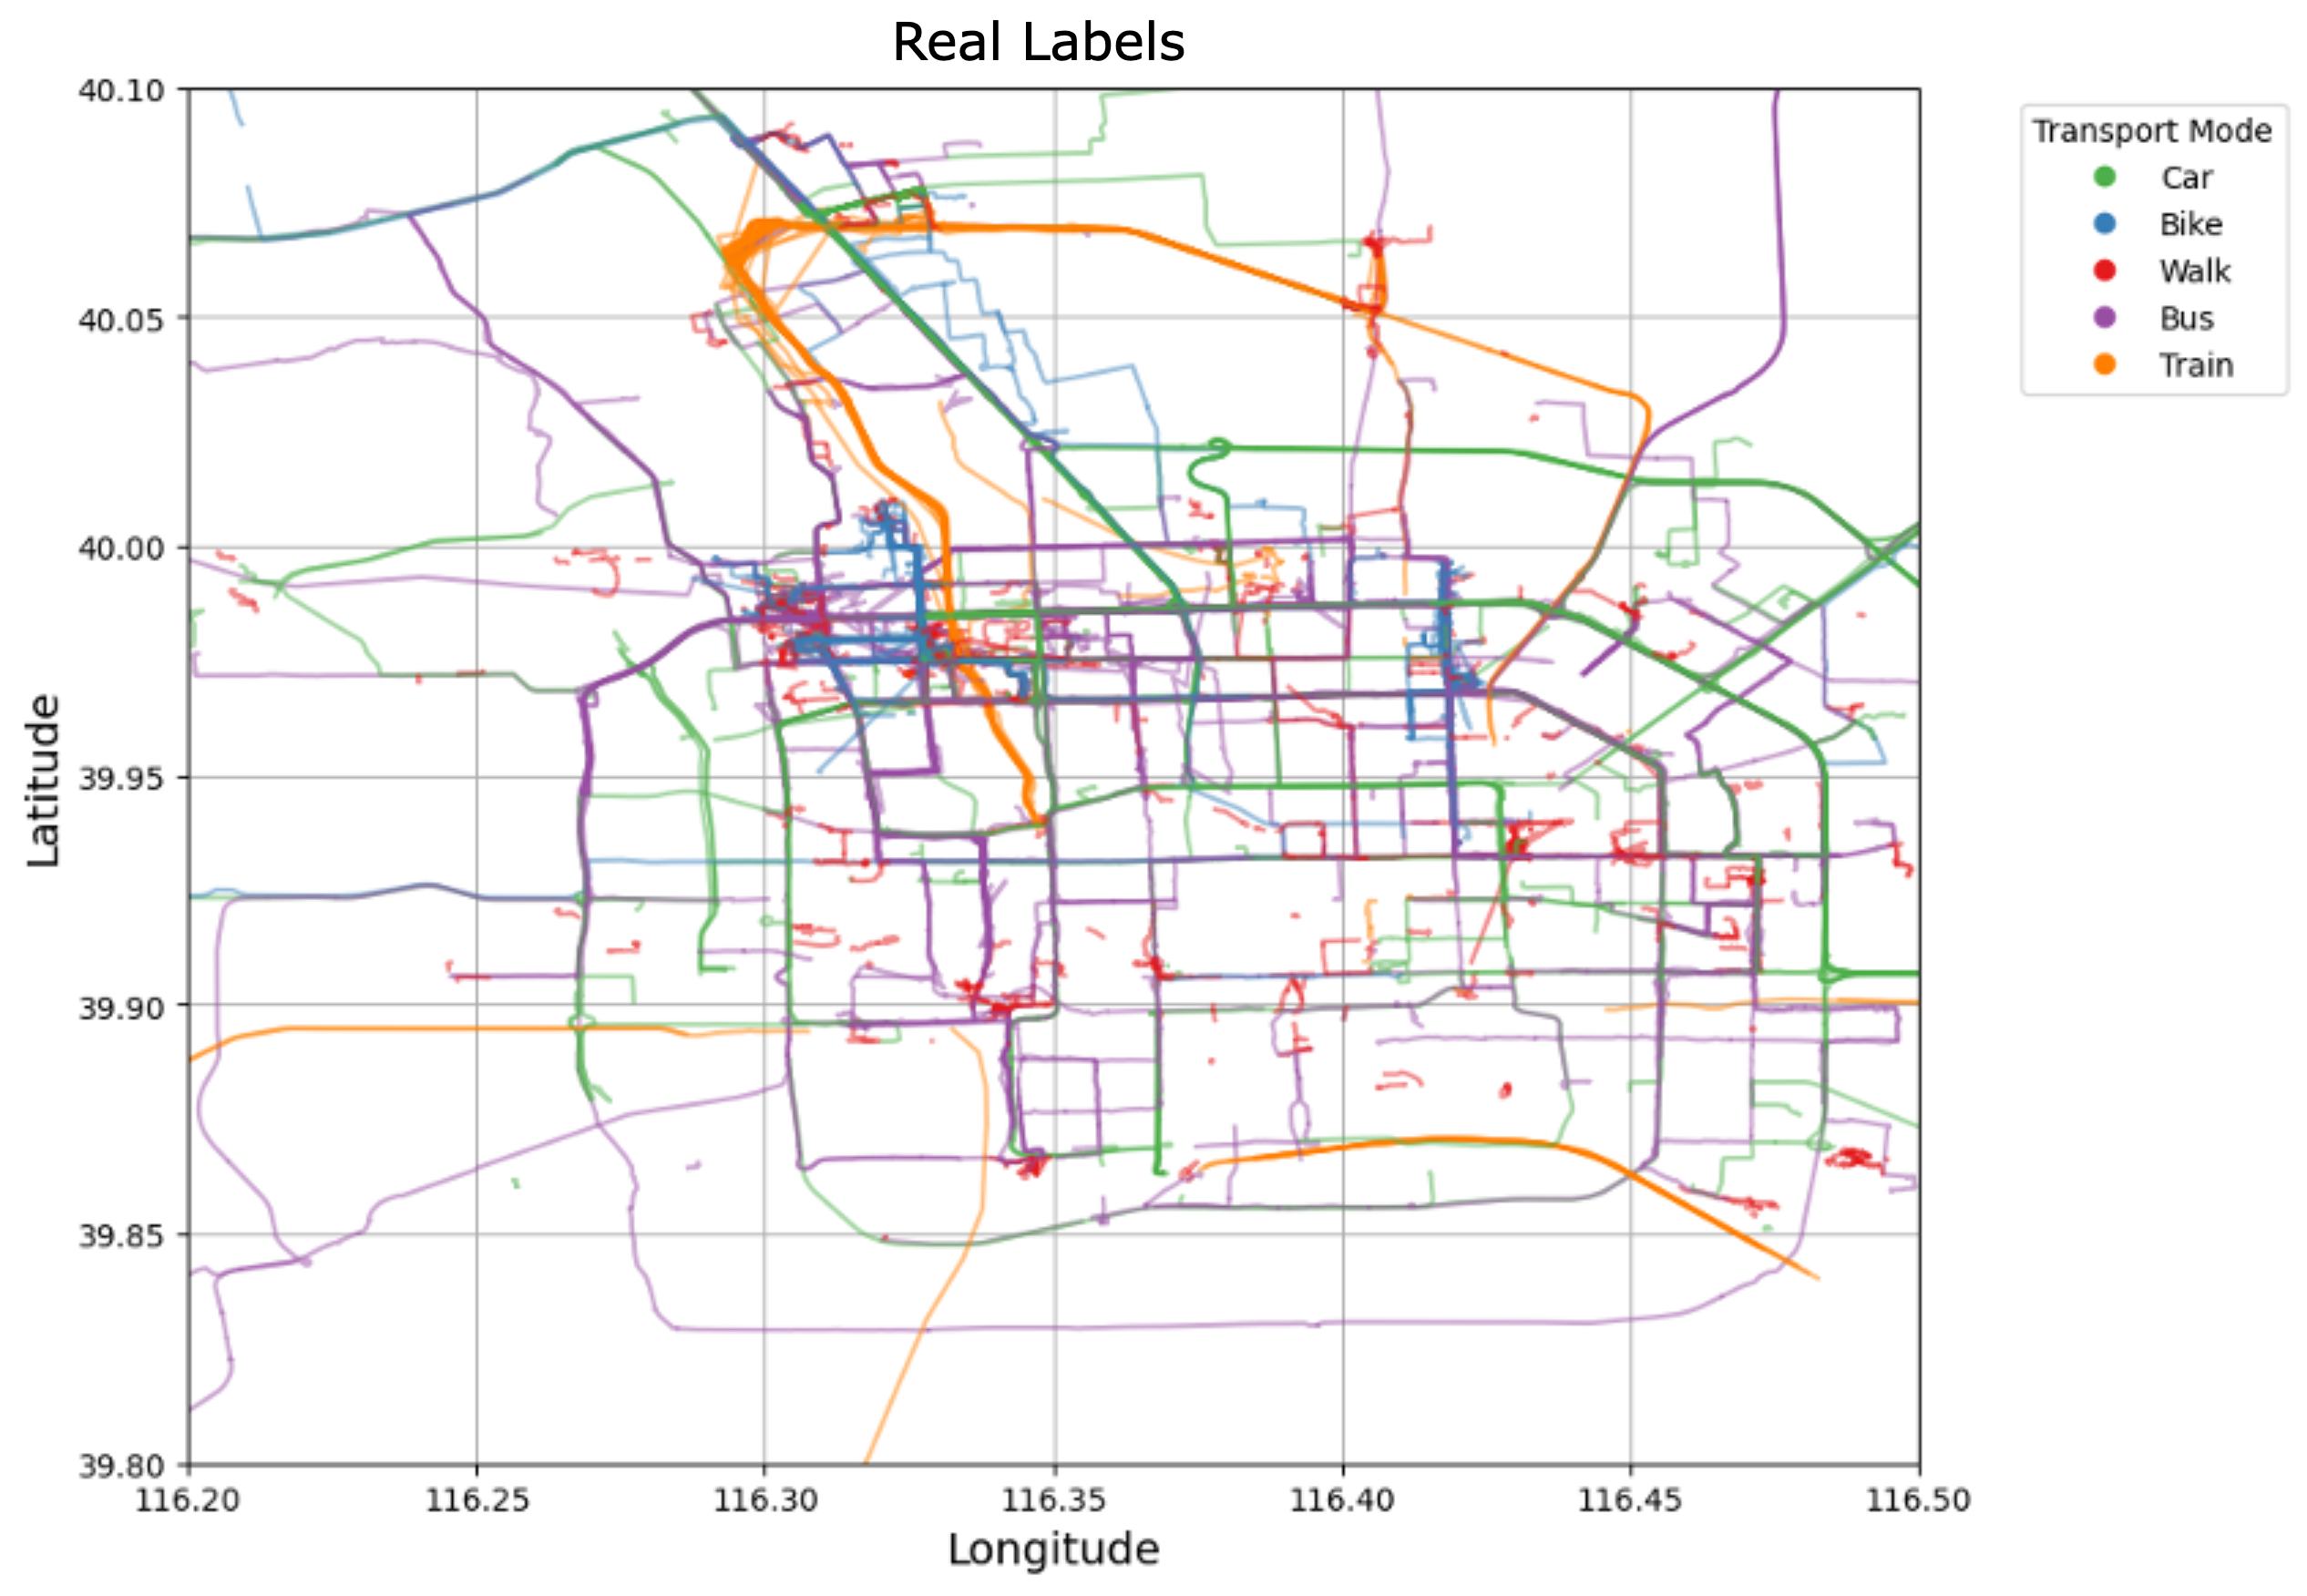 Real Labels
40.10
40.05
40.00
39.95
39.90
39.85
39.80
Latitude
116.20 116.25 116.30 116.35 116.40 116.45 116.50
Longitude
Transport Mode
Car
Bike
Walk
Bus
Train